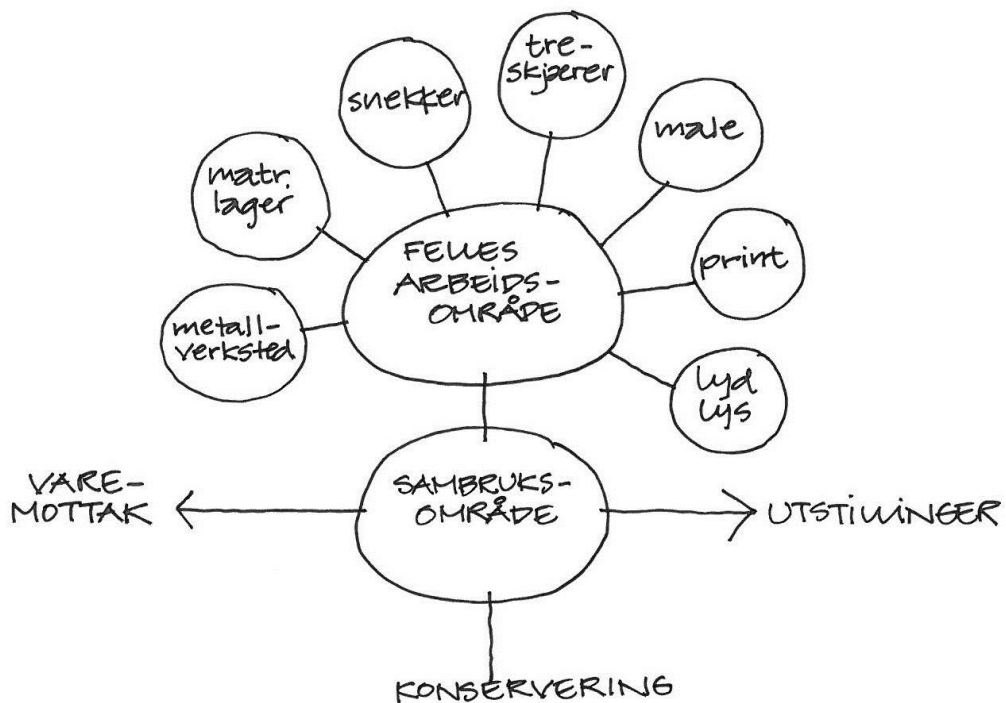 tre-
skjærer
snekker
male
matr.
lager
FELLES
ARBEIDS-
OMRÅDE
print
metall-
verksted
lyd
lys
VARE-
MOTTAK
SAMBRUKS-
OMRÅDE
UTSTILLINGER
KONSERVERING